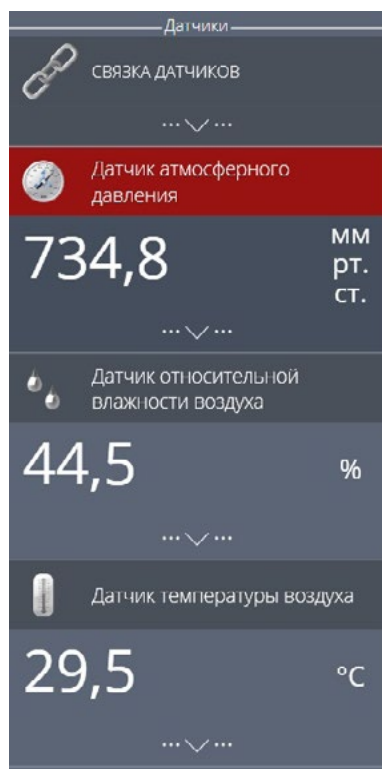 Датчики
СВЯЗКА ДАТЧИКОВ
Датчик атмосферного
давления
734,8
мм
рт.
ст.
Датчик относительной
влажности воздуха
44,5
%
Датчик температуры воздуха
29,5
°C